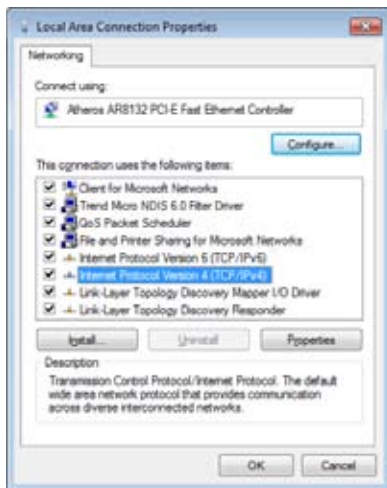 Local Area Connection Properties
Networking
Connect using:
Atheros AR8132 PCI-E Fast Ethernet Controller
Configure...
This connection uses the following items:
Client for Microsoft Networks
Trend Micro NDIS 6.0 Filter Driver
QoS Packet Scheduler
File and Printer Sharing for Microsoft Networks
Internet Protocol Version 6 (TCP/IPv6)
Internet Protocol Version 4 (TCP/IPv4)
Link-Layer Topology Discovery Mapper I/O Driver
Link-Layer Topology Discovery Responder
Install...
Uninstall
Properties
Description
Transmission Control Protocol/Internet Protocol. The default
wide area network protocol that provides communication
across diverse interconnected networks.
OK
Cancel